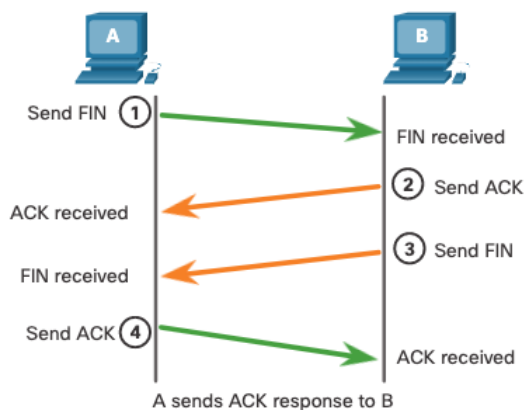 A
B
Send FIN 1
FIN received
2 Send ACK
ACK received
3 Send FIN
FIN received
Send ACK 4
ACK received
A sends ACK response to B